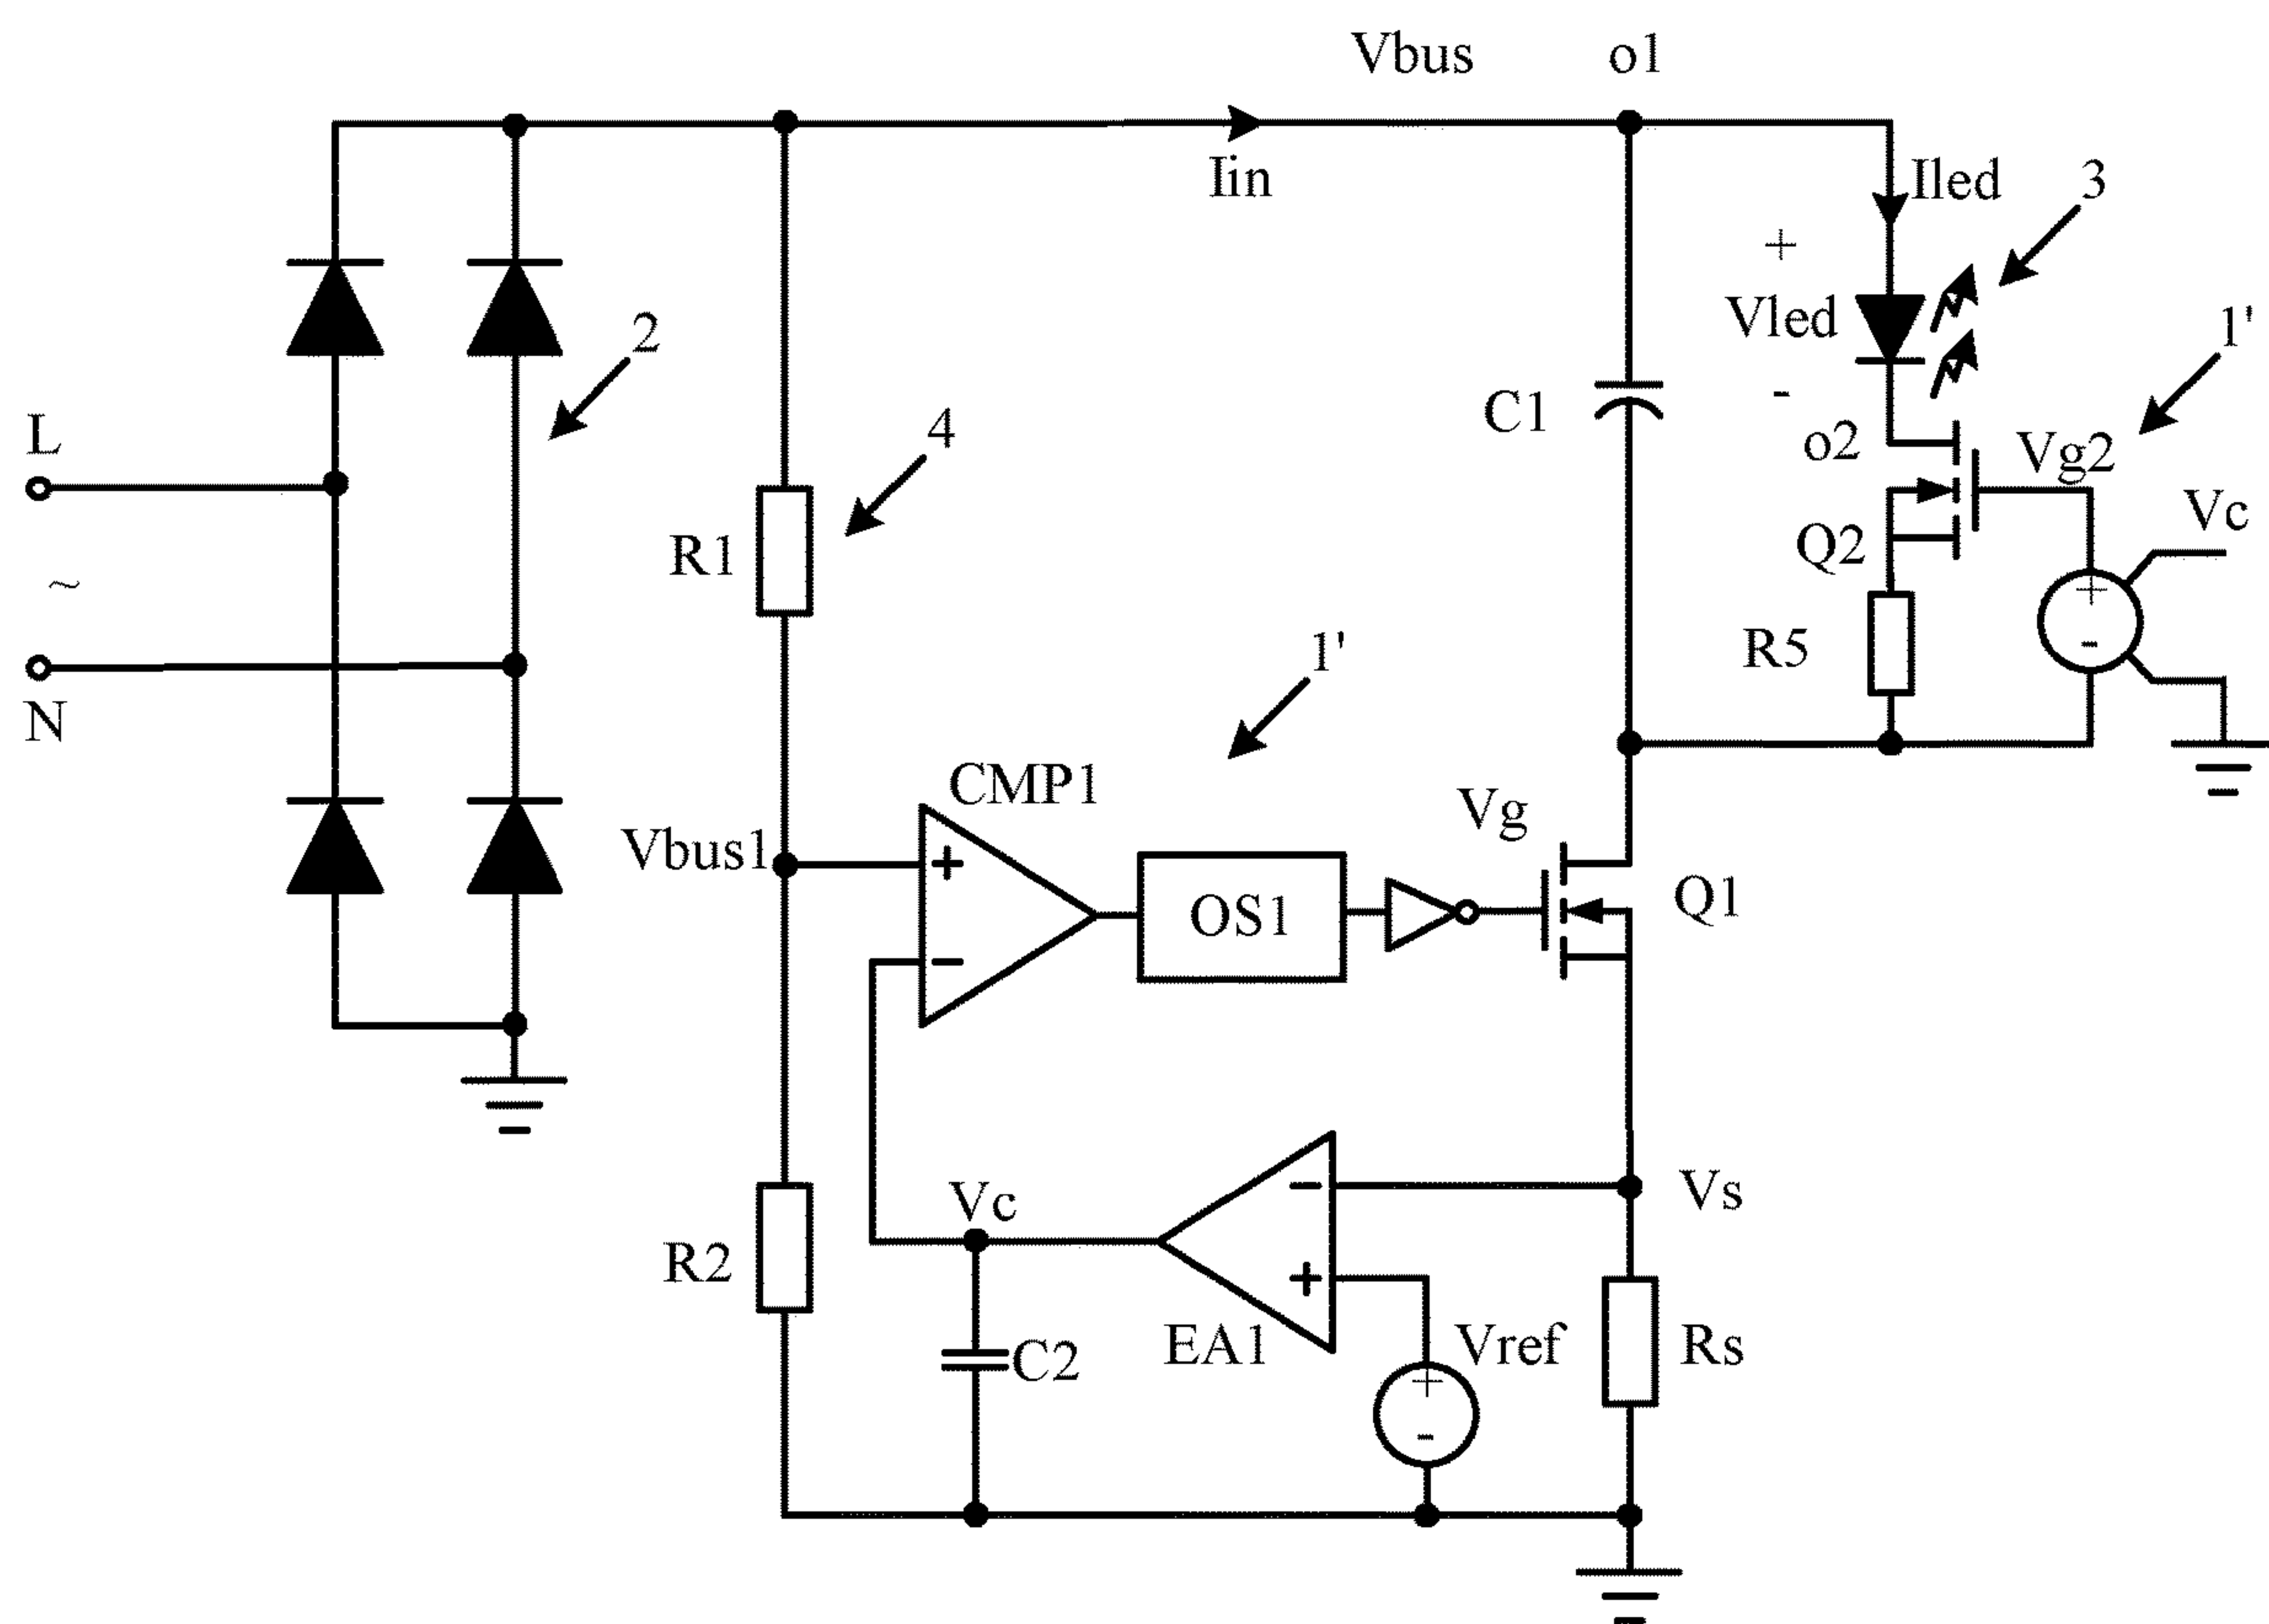 Vbus o1
Iin
Iled
3
+
Vled
-
1'
2
L
4
C1
o2
Vg2
Vc
R1
Q2
~
R5
+
-
N
1'
CMP1
Vg
Vbus1
+
OS1
Q1
-
Vc
-
Vs
R2
+
EA1
Vref
Rs
C2
+
-